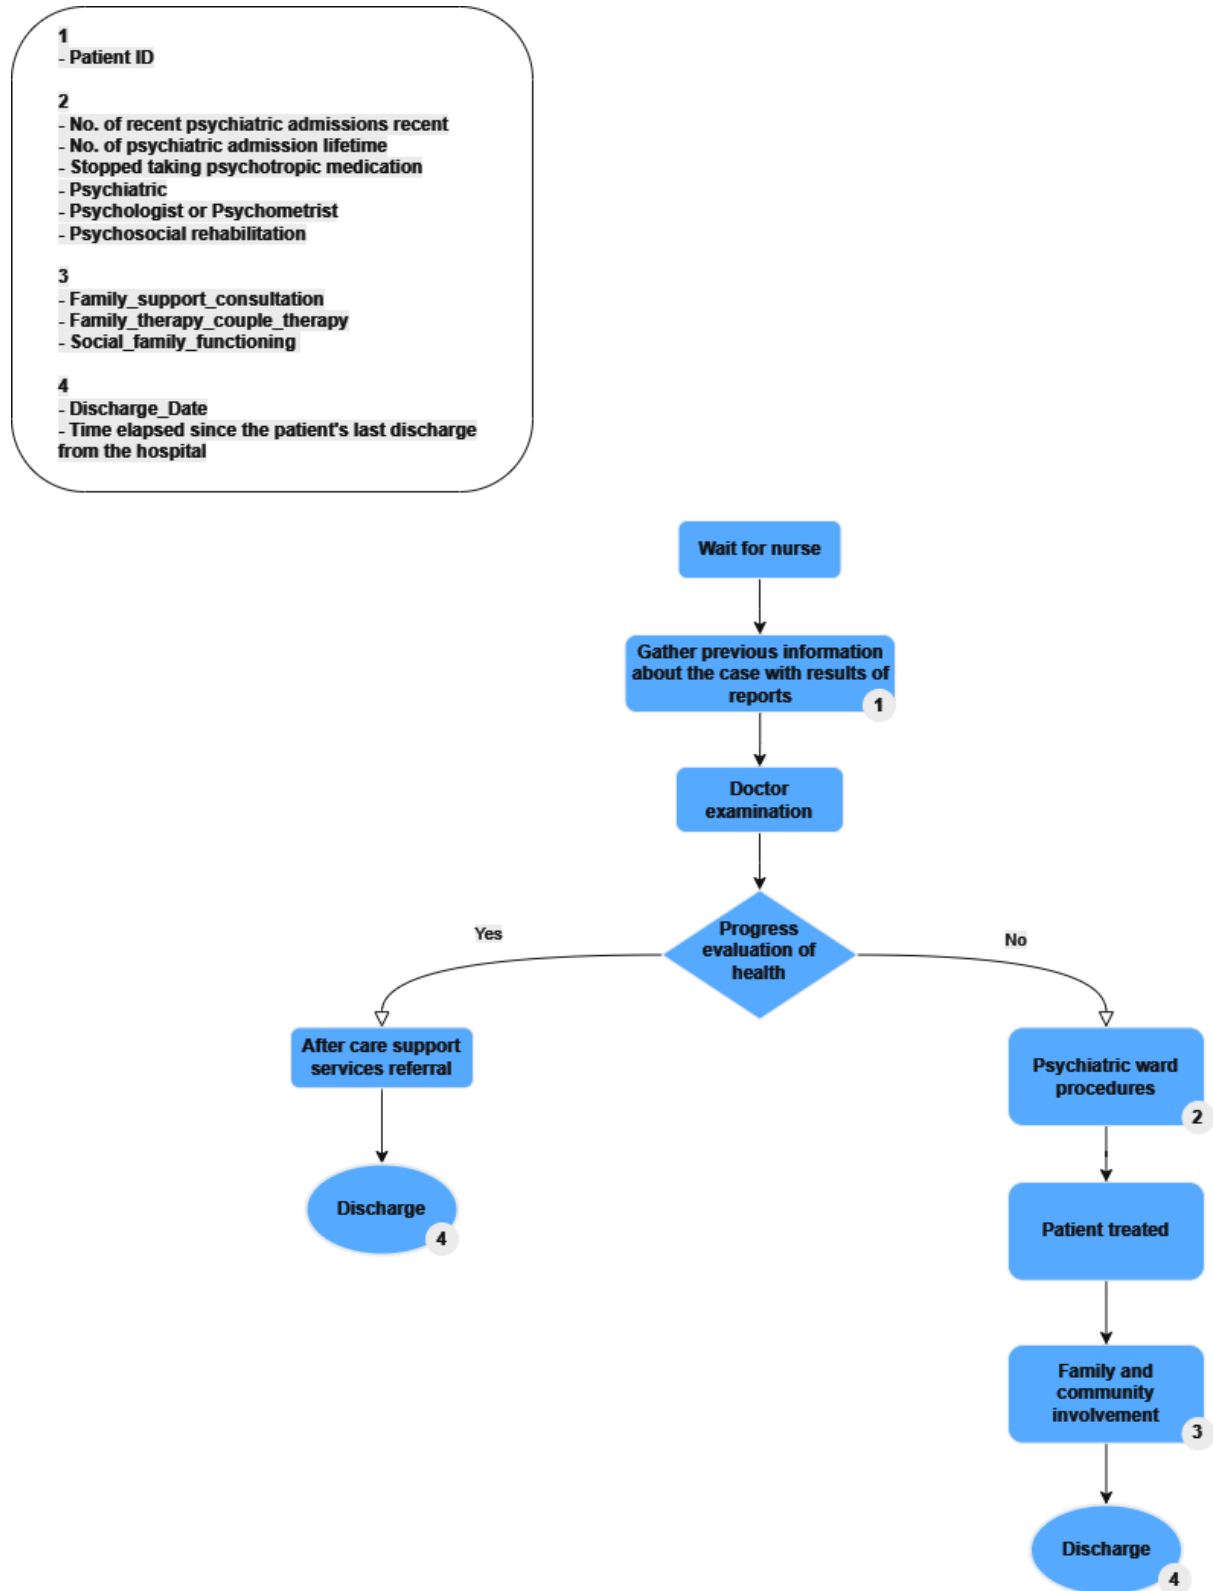 1
- Patient ID
2
- No. of recent psychiatric admissions recent
- No. of psychiatric admission lifetime
- Stopped taking psychotropic medication
- Psychiatric
- Psychologist or Psychometrist
- Psychosocial rehabilitation
3
- Family_support_consultation
- Family_therapy_couple_therapy
- Social_family_functioning
4
- Discharge_Date
- Time elapsed since the patient's last discharge
from the hospital
Wait for nurse
Gather previous information
about the case with results of
reports
1
Doctor
examination
Progress
evaluation of
health
Yes
No
After care support
services referral
Discharge
4
Psychiatric ward
procedures
2
Patient treated
Family and
community
involvement
3
Discharge
4